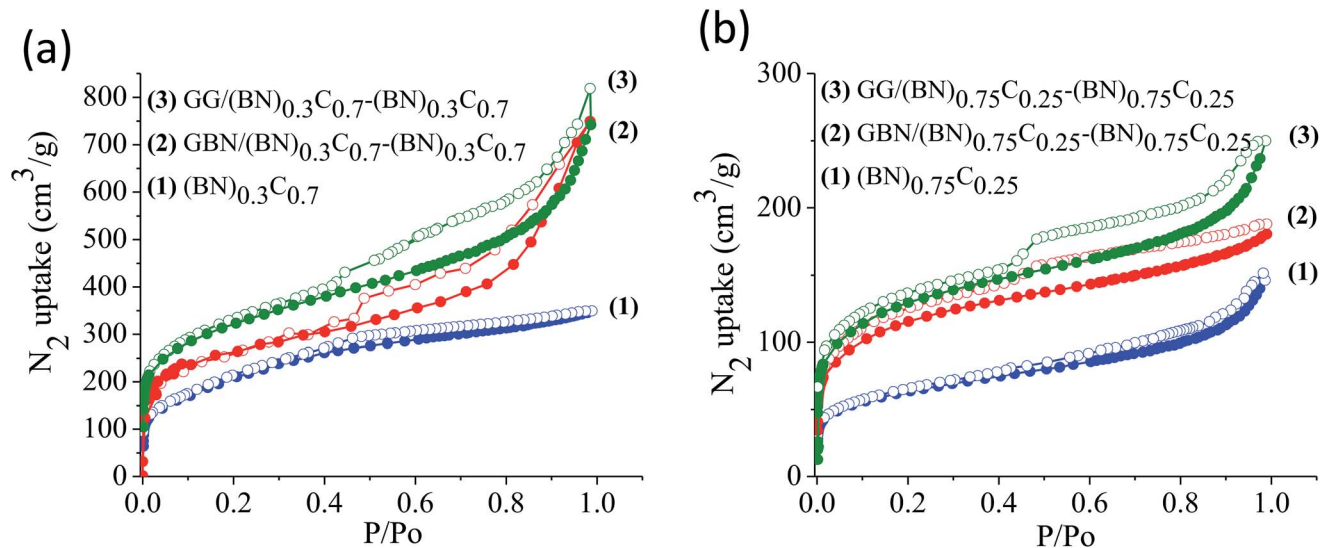 (a)
(3) GG/(BN)0.3C0.7-(BN)0.3C0.7
(2) GBN/(BN)0.3C0.7-(BN)0.3C0.7
(1) (BN)0.3C0.7
(3)
(2)
(1)
N2 uptake (cm3/g)
800
700
600
500
400
300
200
100
0
0.0 0.2 0.4 0.6 0.8 1.0
P/Po
(b)
(3) GG/(BN)0.75C0.25-(BN)0.75C0.25
(2) GBN/(BN)0.75C0.25-(BN)0.75C0.25
(1) (BN)0.75C0.25
(3)
(2)
(1)
N2 uptake (cm3/g)
300
200
100
0
0.0 0.2 0.4 0.6 0.8 1.0
P/Po